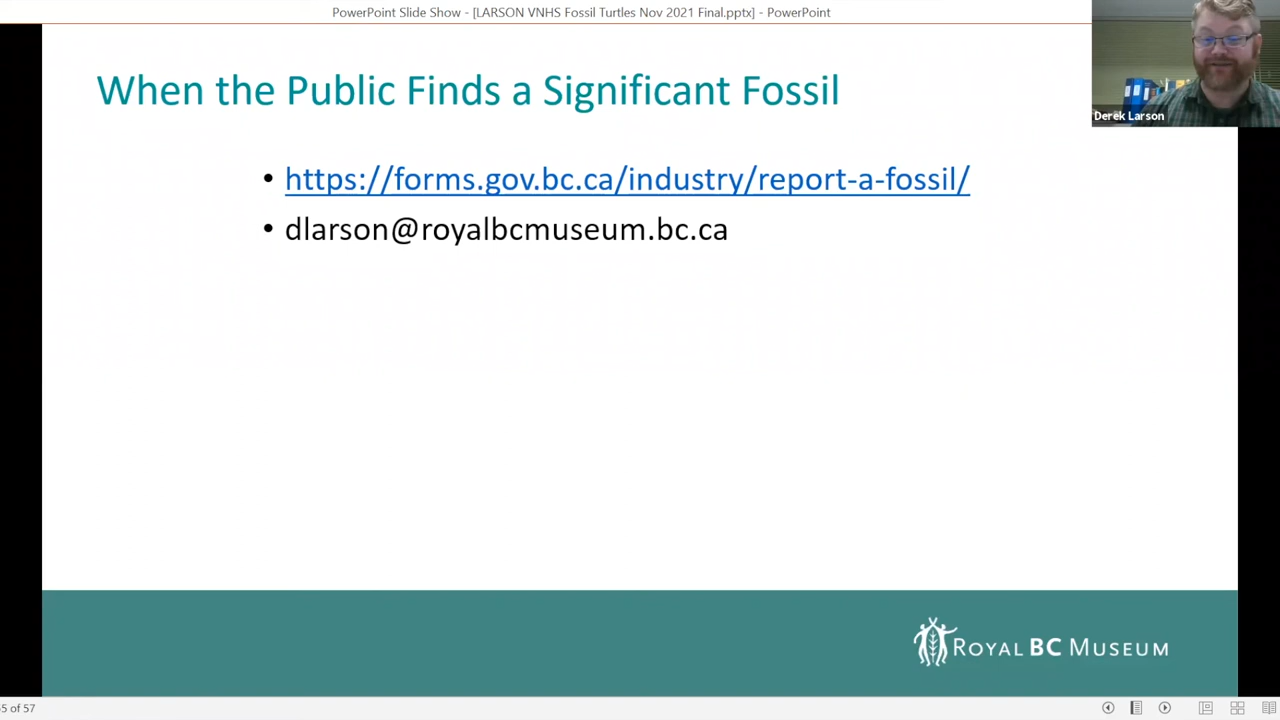 PowerPoint Slide Show - [LARSON VNHS Fossil Turtles Nov 2021 Final.pptx] - PowerPoint
Derek Larson
When the Public Finds a Significant Fossil
• https://forms.gov.bc.ca/industry/report-a-fossil/
• dlarson@royalbcmuseum.bc.ca
ROYAL BC MUSEUM
5 of 57